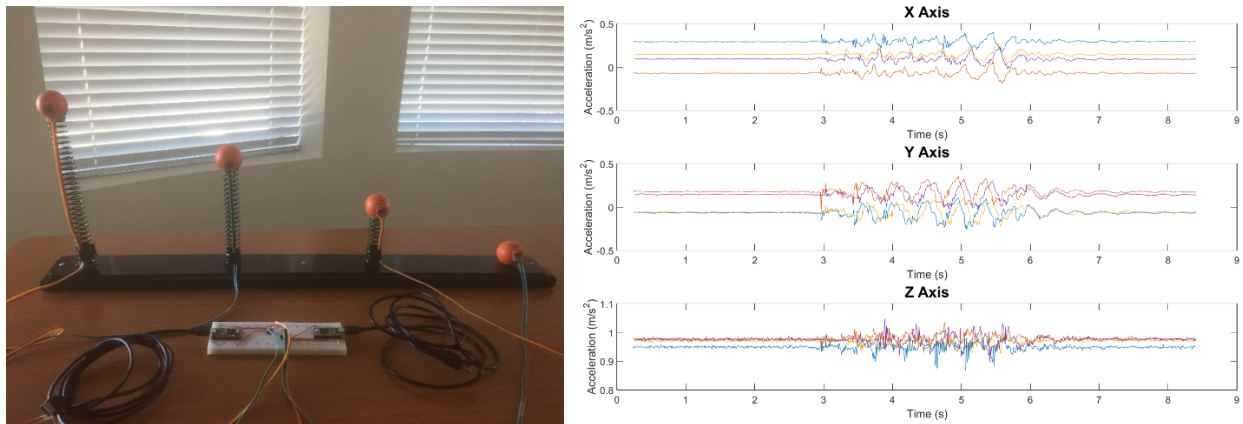 X Axis
Acceleration (m/s²)
0.5
0
-0.5
0 1 2 3 4 5 6 7 8 9
Time (s)
Y Axis
Acceleration (m/s²)
0.5
0
-0.5
0 1 2 3 4 5 6 7 8 9
Time (s)
Z Axis
Acceleration (m/s²)
1.1
1
0.9
0.8
0 1 2 3 4 5 6 7 8 9
Time (s)